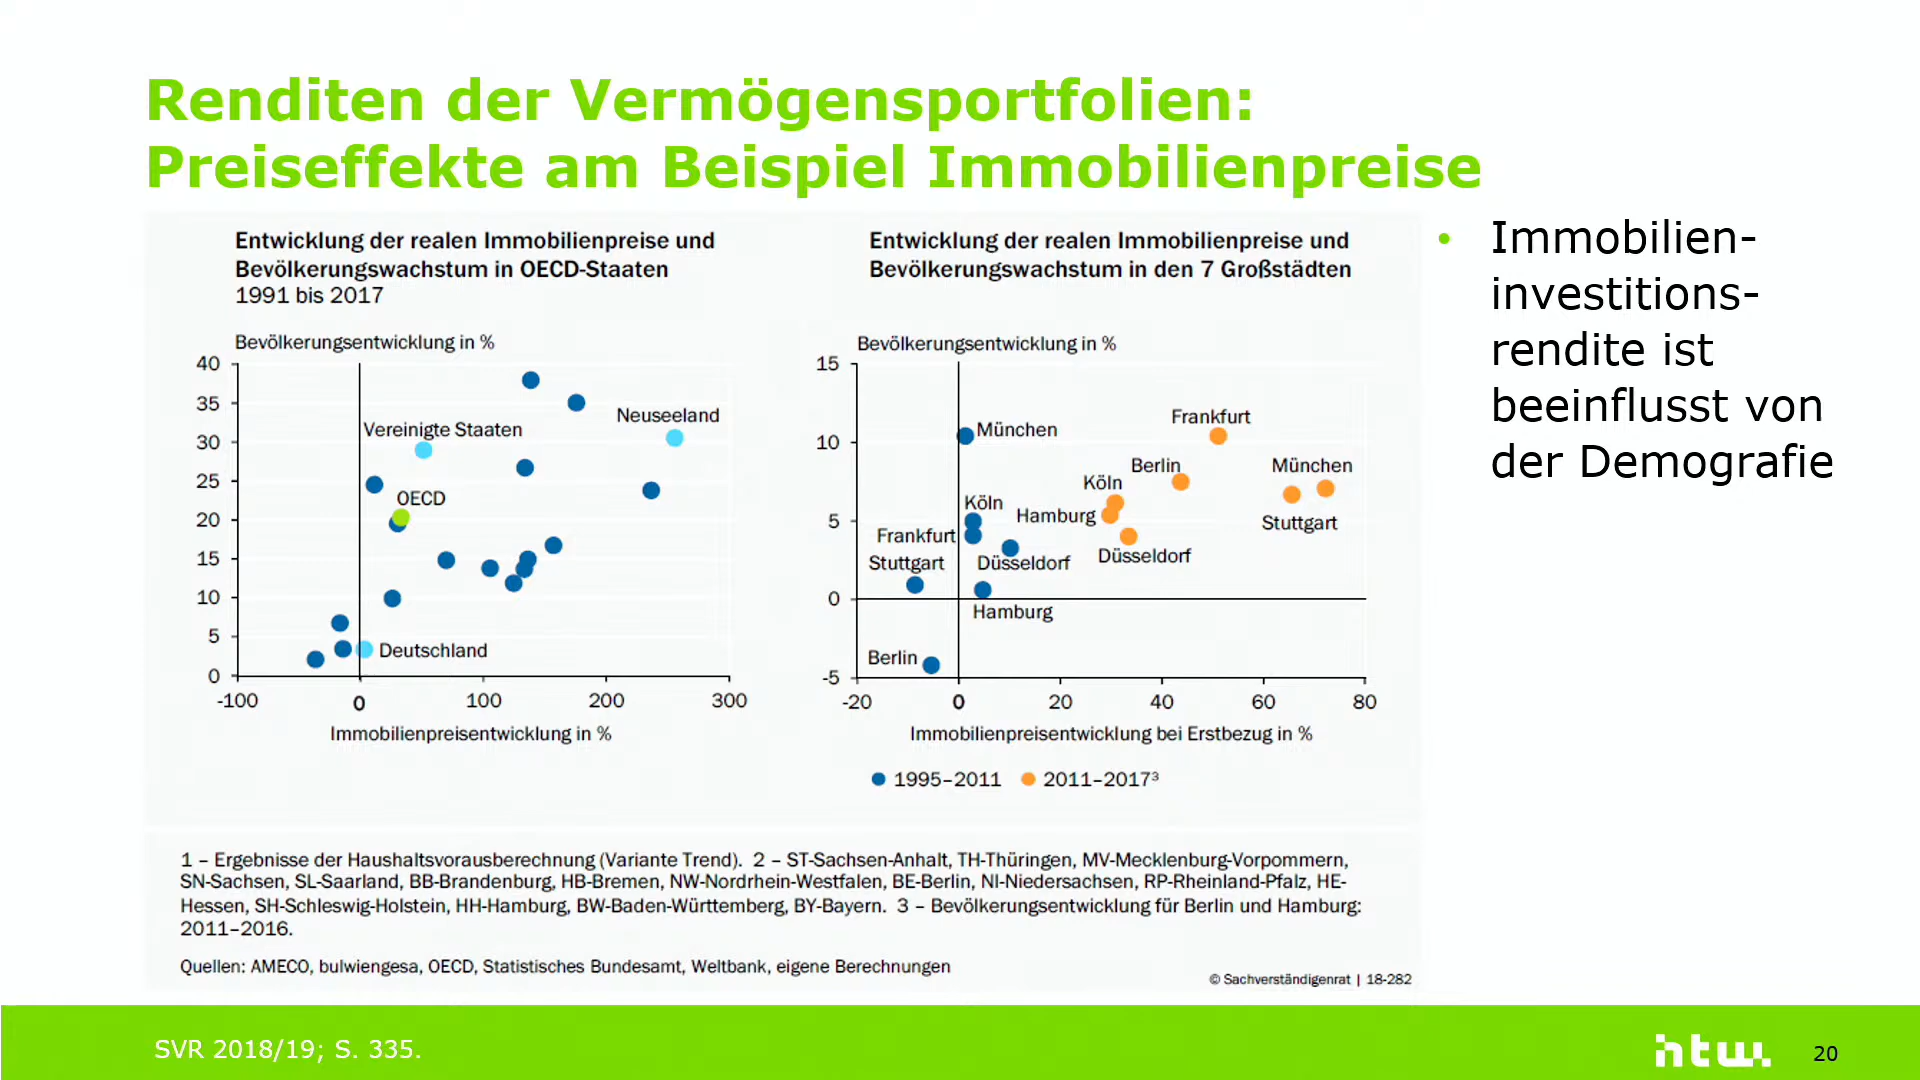 Renditen der Vermögensportfolien:
Preiseffekte am Beispiel Immobilienpreise
Entwicklung der realen Immobilienpreise und
Bevölkerungswachstum in OECD-Staaten
1991 bis 2017
Bevölkerungsentwicklung in %
40
35
30
25
20
15
10
5
0
Vereinigte Staaten
Neuseeland
OECD
Deutschland
-100
0
100
200
300
Immobilienpreisentwicklung in %
Entwicklung der realen Immobilienpreise und
Bevölkerungswachstum in den 7 Großstädten
Bevölkerungsentwicklung in %
15
10
5
0
-5
Frankfurt
München
Berlin
München
Köln
Köln
Hamburg
Stuttgart
Frankfurt
Düsseldorf
Stuttgart
Düsseldorf
Hamburg
Berlin
-20
0
20
40
60
80
Immobilienpreisentwicklung bei Erstbezug in %
1995–2011
2011–2017³
• Immobilien-
investitions-
rendite ist
beeinflusst von
der Demografie
1 – Ergebnisse der Haushaltsvorausberechnung (Variante Trend). 2 – ST-Sachsen-Anhalt, TH-Thüringen, MV-Mecklenburg-Vorpommern,
SN-Sachsen, SL-Saarland, BB-Brandenburg, HB-Bremen, NW-Nordrhein-Westfalen, BE-Berlin, NI-Niedersachsen, RP-Rheinland-Pfalz, HE-
Hessen, SH-Schleswig-Holstein, HH-Hamburg, BW-Baden-Württemberg, BY-Bayern. 3 – Bevölkerungsentwicklung für Berlin und Hamburg:
2011–2016.
Quellen: AMECO, bulwiengesa, OECD, Statistisches Bundesamt, Weltbank, eigene Berechnungen
© Sachverständigenrat | 18-282
SVR 2018/19; S. 335.
htw.
20